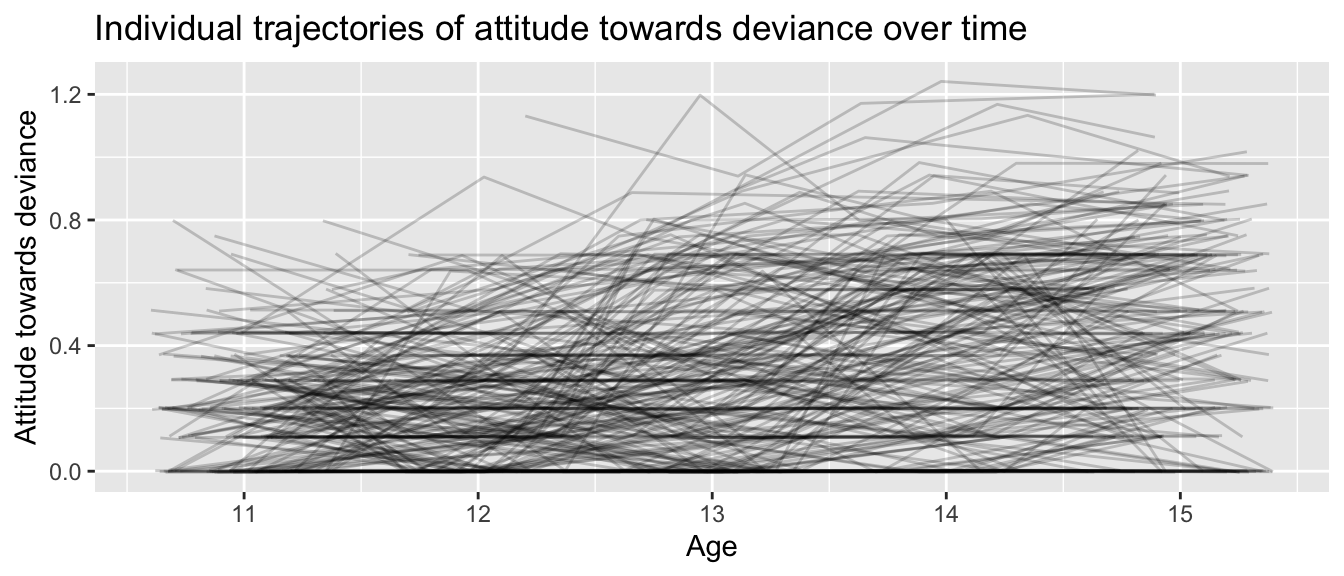 Individual trajectories of attitude towards deviance over time
Attitude towards deviance
1.2
0.8
0.4
0.0
11 12 13 14 15
Age